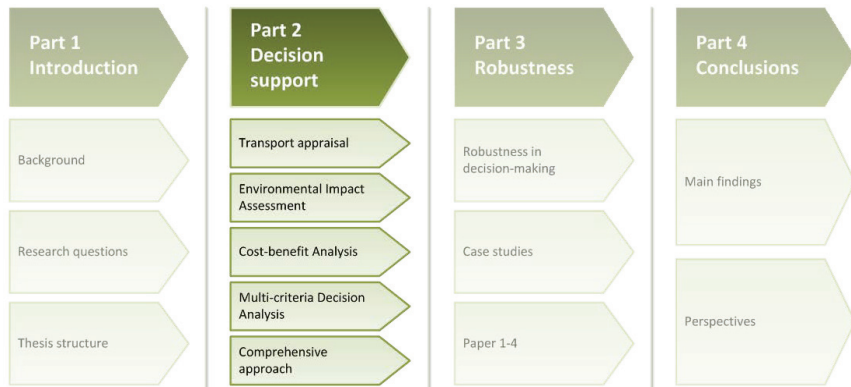 Part 1
Introduction
Background
Research questions
Thesis structure
Part 2
Decision
support
Transport appraisal
Environmental Impact
Assessment
Cost-benefit Analysis
Multi-criteria Decision
Analysis
Comprehensive
approach
Part 3
Robustness
Robustness in
decision-making
Case studies
Paper 1-4
Part 4
Conclusions
Main findings
Perspectives